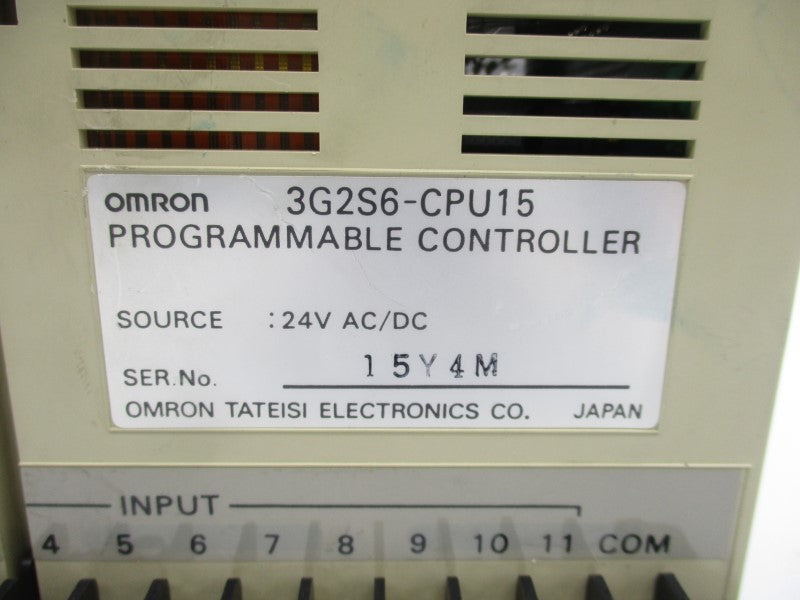 OMRON 3G2S6-CPU15
PROGRAMMABLE CONTROLLER
SOURCE :24V AC/DC
SER.No. 15Y4M
OMRON TATEISI ELECTRONICS CO. JAPAN
INPUT
4 5 6 7 8 9 10 11 COM